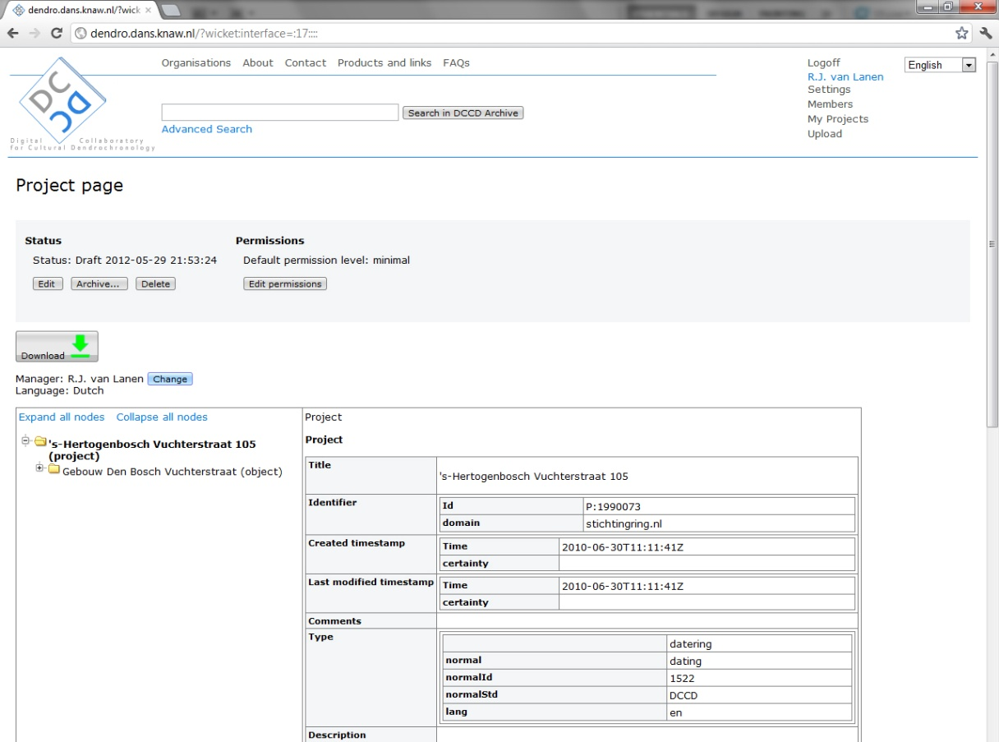 dendro.dans.knaw.nl/?wick
dendro.dans.knaw.nl/?wicket:interface=:17::::
Organisations About Contact Products and links FAQs
Logoff
English
R.J. van Lanen
Settings
Members
My Projects
Upload
DC
CD
Digital Collaboratory
for Cultural Dendrochronology
Search in DCCD Archive
Advanced Search
Project page
Status
Permissions
Status: Draft 2012-05-29 21:53:24
Default permission level: minimal
Edit Archive... Delete
Edit permissions
Download
Manager: R.J. van Lanen Change
Language: Dutch
Expand all nodes Collapse all nodes
's-Hertogenbosch Vuchterstraat 105
(project)
Gebouw Den Bosch Vuchterstraat (object)
Project
Project
Title
's-Hertogenbosch Vuchterstraat 105
Identifier
Id P:1990073
domain stichtingring.nl
Created timestamp
Time 2010-06-30T11:11:41Z
certainty
Last modified timestamp
Time 2010-06-30T11:11:41Z
certainty
Comments
Type
datering
normal dating
normalId 1522
normalStd DCCD
lang en
Description